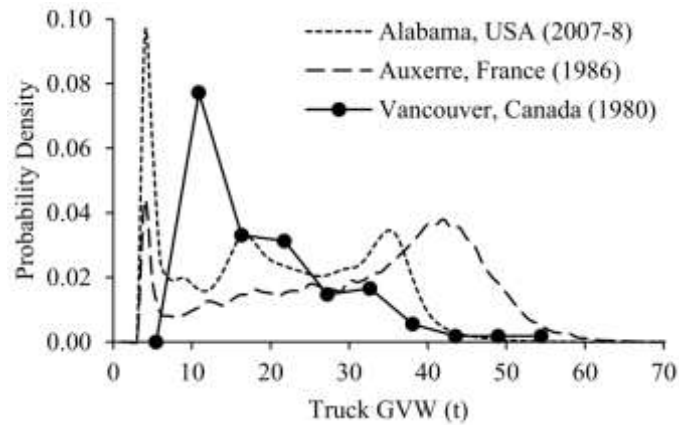 Alabama, USA (2007-8)
Auxerre, France (1986)
Vancouver, Canada (1980)
Probability Density
0.10
0.08
0.06
0.04
0.02
0.00
0 10 20 30 40 50 60 70
Truck GVW (t)